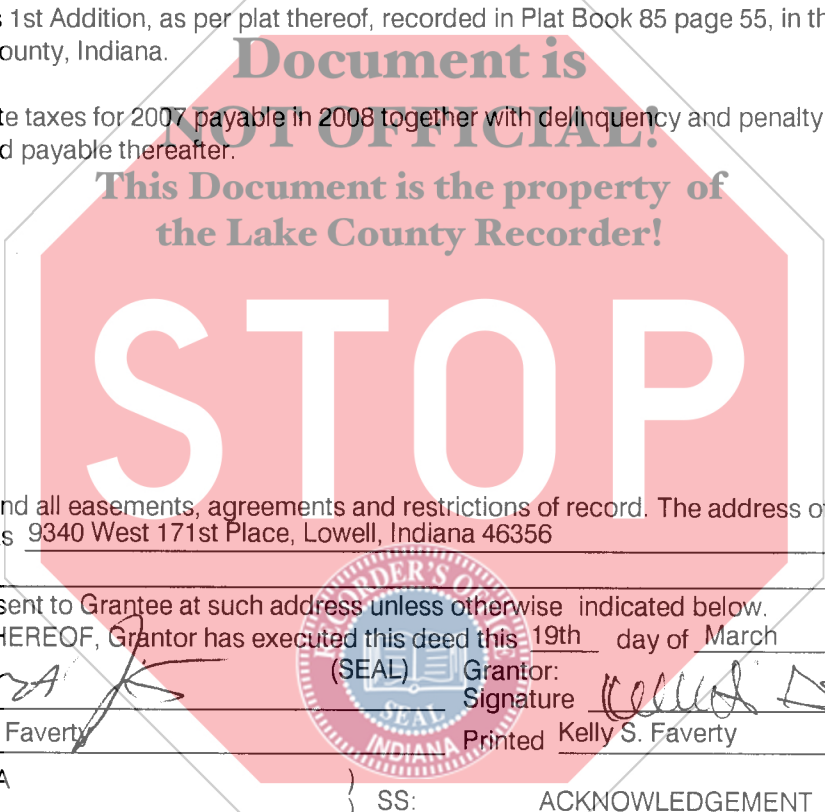 1st Addition, as per plat thereof, recorded in Plat Book 85 page 55, in th
ounty, Indiana.
Document is
te taxes for 2007 payable in 2008 together with delinquency and penalty
NOT OFFICIAL!
d payable thereafter.
This Document is the property of
the Lake County Recorder!
STOP
nd all easements, agreements and restrictions of record. The address of
s 9340 West 171st Place, Lowell, Indiana 46356
sent to Grantee at such address unless otherwise indicated below.
HEREOF, Grantor has executed this deed this 19th day of March
(SEAL) Grantor:
Signature
Faverty Printed Kelly S. Faverty
A
) SS: ACKNOWLEDGEMENT
RECORDER'S OFFICE
SEAL
INDIANA